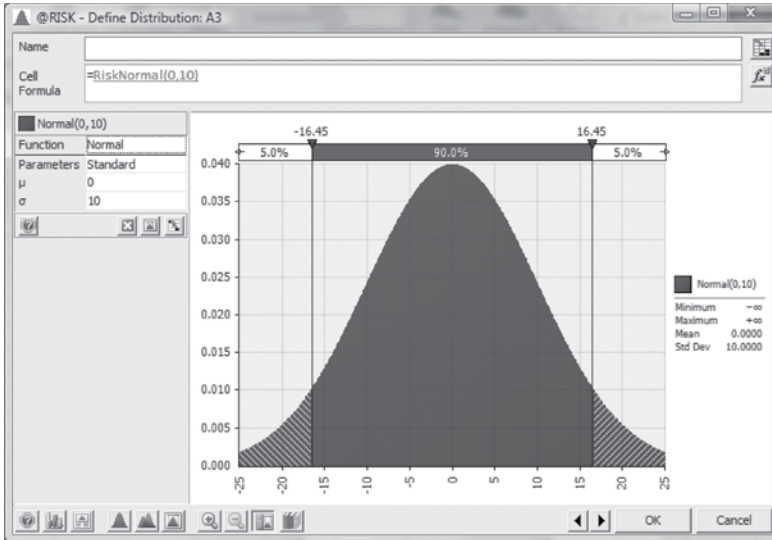 @RISK - Define Distribution: A3
Name
Cell
Formula
=RiskNormal(0,10)
Normal(0,10)
Function Normal
Parameters Standard
μ 0
σ 10
-16.45 16.45
5.0% 90.0% 5.0%
0.040
0.035
0.030
0.025
0.020
0.015
0.010
0.005
0.000
-25 -20 -15 -10 -5 0 5 10 15 20 25
Normal(0,10)
Minimum −∞
Maximum +∞
Mean 0.0000
Std Dev 10.0000
OK
Cancel